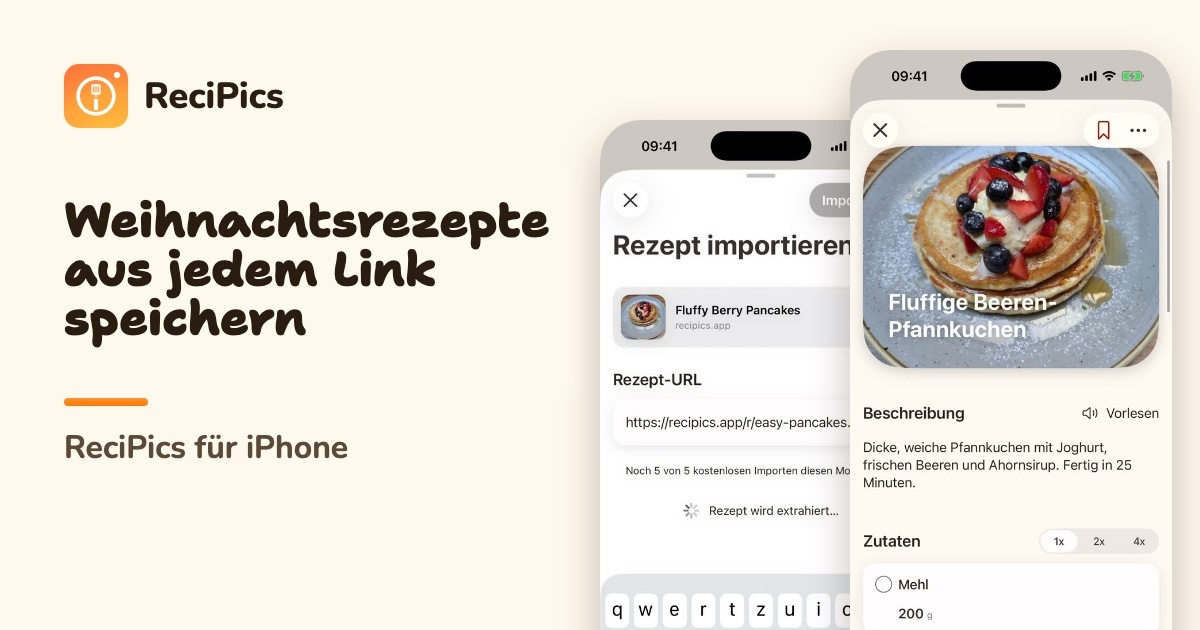 ReciPics
Weihnachtsrezepte
aus jedem Link
speichern
ReciPics für iPhone
09:41
Impo
Rezept importieren
Fluffy Berry Pancakes
recipics.app
Rezept-URL
https://recipics.app/r/easy-pancakes.
Noch 5 von 5 kostenlosen Importen diesen Mo
Rezept wird extrahiert...
q w e r t z u i o
09:41
Fluffige Beeren-
Pfannkuchen
Beschreibung
Vorlesen
Dicke, weiche Pfannkuchen mit Joghurt,
frischen Beeren und Ahornsirup. Fertig in 25
Minuten.
Zutaten
1x 2x 4x
Mehl
200 g